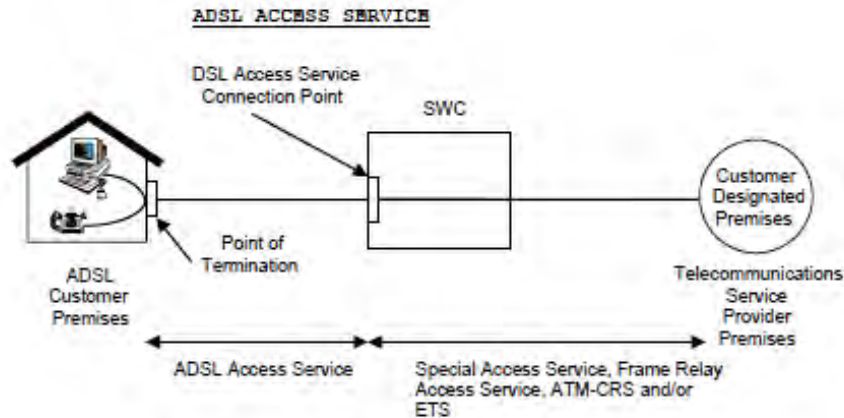 ADSL ACCESS SERVICE
DSL Access Service
Connection Point
SWC
Customer
Designated
Premises
Point of
Termination
ADSL
Customer
Premises
Telecommunications
Service
Provider
Premises
ADSL Access Service
Special Access Service, Frame Relay
Access Service, ATM-CRS and/or
ETS